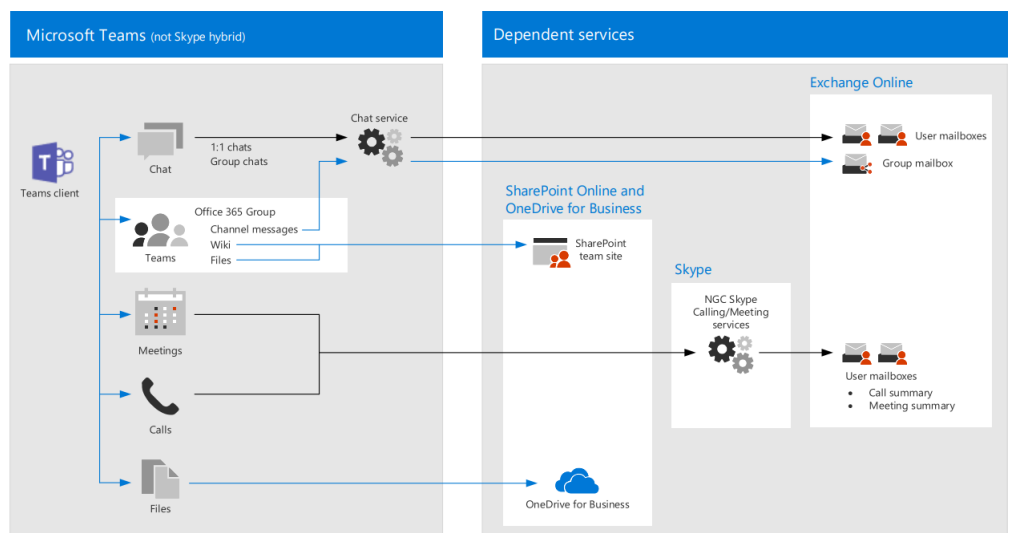 Microsoft Teams (not Skype hybrid)
Dependent services
Teams client
Chat
1:1 chats
Group chats
Chat service
Office 365 Group
Channel messages
Wiki
Files
Teams
Meetings
Calls
Files
SharePoint Online and
OneDrive for Business
SharePoint
team site
OneDrive for Business
Skype
NGC Skype
Calling/Meeting
services
Exchange Online
User mailboxes
Group mailbox
User mailboxes
• Call summary
• Meeting summary